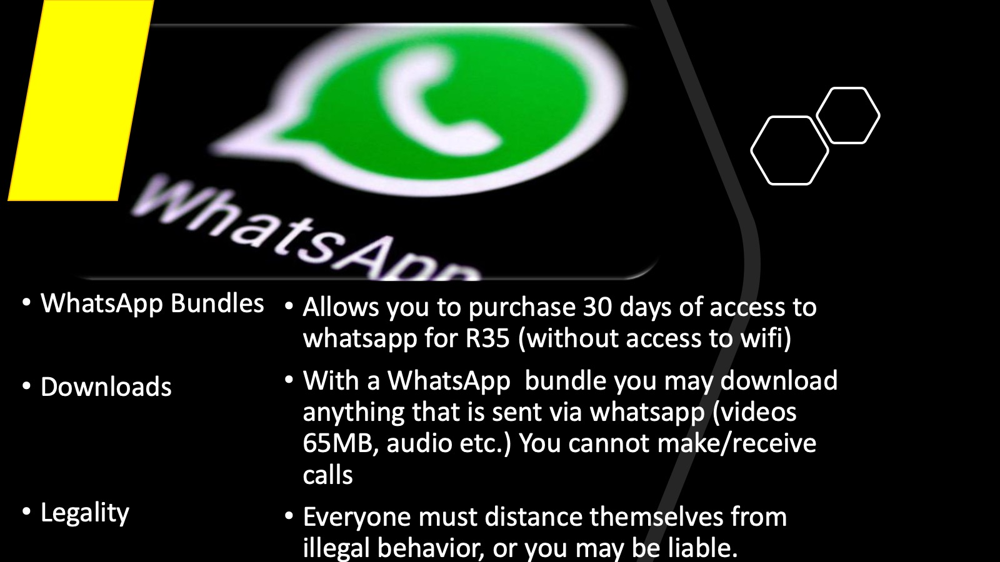 WhatsApp
• WhatsApp Bundles
• Allows you to purchase 30 days of access to
whatsapp for R35 (without access to wifi)
• Downloads
• With a WhatsApp  bundle you may download
anything that is sent via whatsapp (videos
65MB, audio etc.) You cannot make/receive
calls
• Legality
• Everyone must distance themselves from
illegal behavior, or you may be liable.